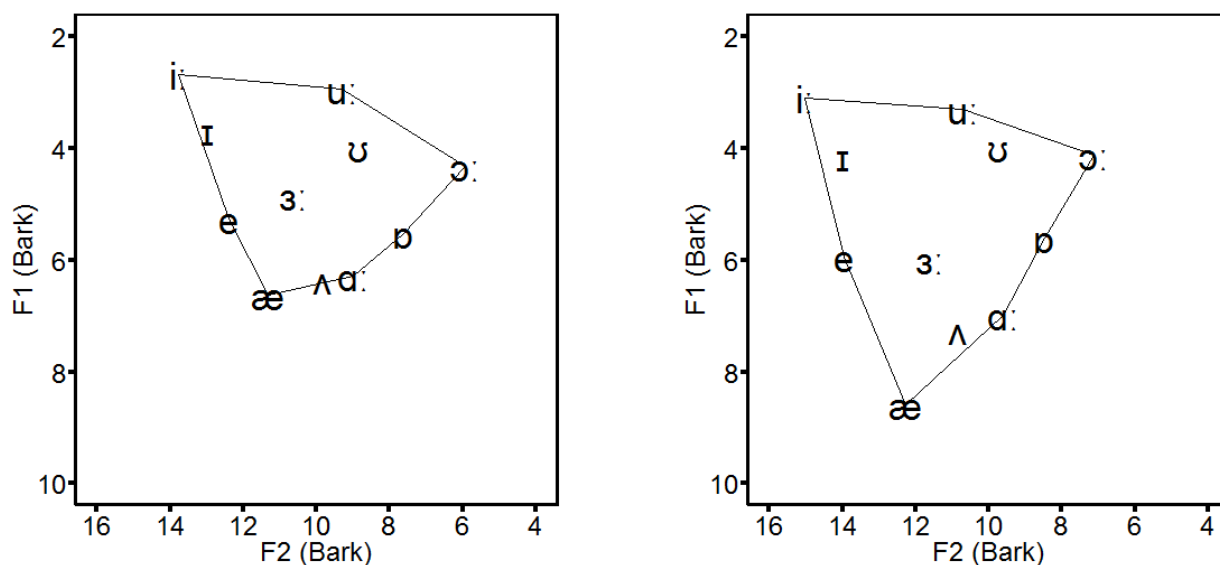 2
4
6
8
10
F1 (Bark)
iː
uː
ɪ
ʊ
ɔː
ɜː
e
ɒ
ʌ
ɑː
æ
16 14 12 10 8 6 4
F2 (Bark)
2
4
6
8
10
F1 (Bark)
iː
uː
ɪ
ʊ
ɔː
ɒ
e
ɜː
ɑː
ʌ
æ
16 14 12 10 8 6 4
F2 (Bark)